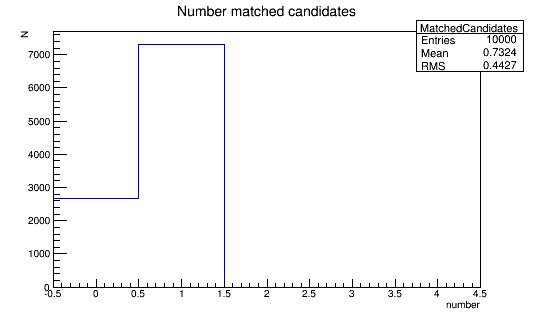 Number matched candidates
MatchedCandidates
Entries 10000
Mean 0.7324
RMS 0.4427
N
7000
6000
5000
4000
3000
2000
1000
0
-0.5 0 0.5 1 1.5 2 2.5 3 3.5 4 4.5
number